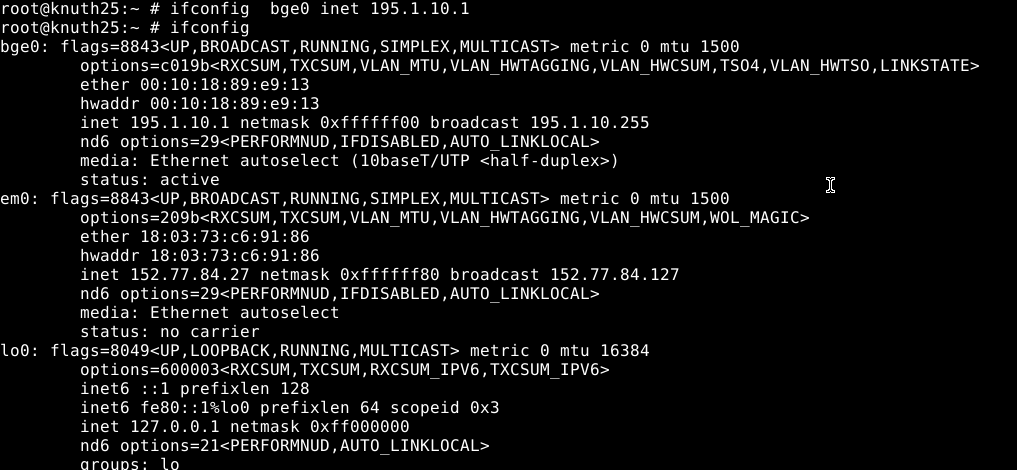 root@knuth25:~ # ifconfig  bge0 inet 195.1.10.1
root@knuth25:~ # ifconfig
bge0: flags=8843<UP,BROADCAST,RUNNING,SIMPLEX,MULTICAST> metric 0 mtu 1500
options=c019b<RXCSUM,TXCSUM,VLAN_MTU,VLAN_HWTAGGING,VLAN_HWCSUM,TSO4,VLAN_HWTSO,LINKSTATE>
ether 00:10:18:89:e9:13
hwaddr 00:10:18:89:e9:13
inet 195.1.10.1 netmask 0xffffff00 broadcast 195.1.10.255
nd6 options=29<PERFORMNUD,IFDISABLED,AUTO_LINKLOCAL>
media: Ethernet autoselect (10baseT/UTP <half-duplex>)
status: active
em0: flags=8843<UP,BROADCAST,RUNNING,SIMPLEX,MULTICAST> metric 0 mtu 1500
options=209b<RXCSUM,TXCSUM,VLAN_MTU,VLAN_HWTAGGING,VLAN_HWCSUM,WOL_MAGIC>
ether 18:03:73:c6:91:86
hwaddr 18:03:73:c6:91:86
inet 152.77.84.27 netmask 0xffffff80 broadcast 152.77.84.127
nd6 options=29<PERFORMNUD,IFDISABLED,AUTO_LINKLOCAL>
media: Ethernet autoselect
status: no carrier
lo0: flags=8049<UP,LOOPBACK,RUNNING,MULTICAST> metric 0 mtu 16384
options=600003<RXCSUM,TXCSUM,RXCSUM_IPV6,TXCSUM_IPV6>
inet6 ::1 prefixlen 128
inet6 fe80::1%lo0 prefixlen 64 scopeid 0x3
inet 127.0.0.1 netmask 0xff000000
nd6 options=21<PERFORMNUD,AUTO_LINKLOCAL>
groups: lo